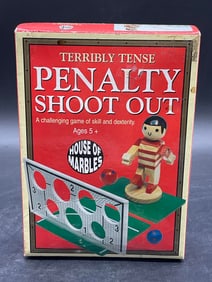 TERRIBLY TENSE
PENALTY
SHOOT OUT
A challenging game of skill and dexterity.
Ages 5 +
HOUSE OF
MARBLES